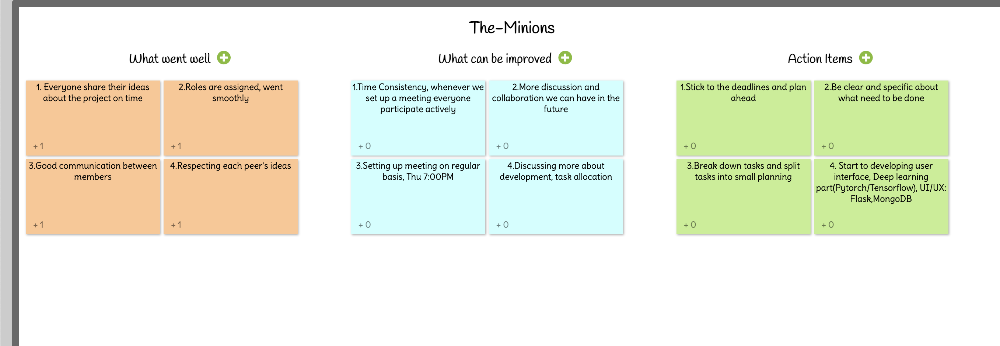 The-Minions
What went well
1. Everyone share their ideas
about the project on time
+ 1
2.Roles are assigned, went
smoothly
+ 1
3.Good communication between
members
+ 1
4.Respecting each peer's ideas
+ 1
What can be improved
1.Time Consistency, whenever we
set up a meeting everyone
participate actively
+ 0
2.More discussion and
collaboration we can have in the
future
+ 0
3.Setting up meeting on regular
basis, Thu 7:00PM
+ 0
4.Discussing more about
development, task allocation
+ 0
Action Items
1.Stick to the deadlines and plan
ahead
+ 0
2.Be clear and specific about
what need to be done
+ 0
3.Break down tasks and split
tasks into small planning
+ 0
4. Start to developing user
interface, Deep learning
part(Pytorch/Tensorflow), UI/UX:
Flask,MongoDB
+ 0